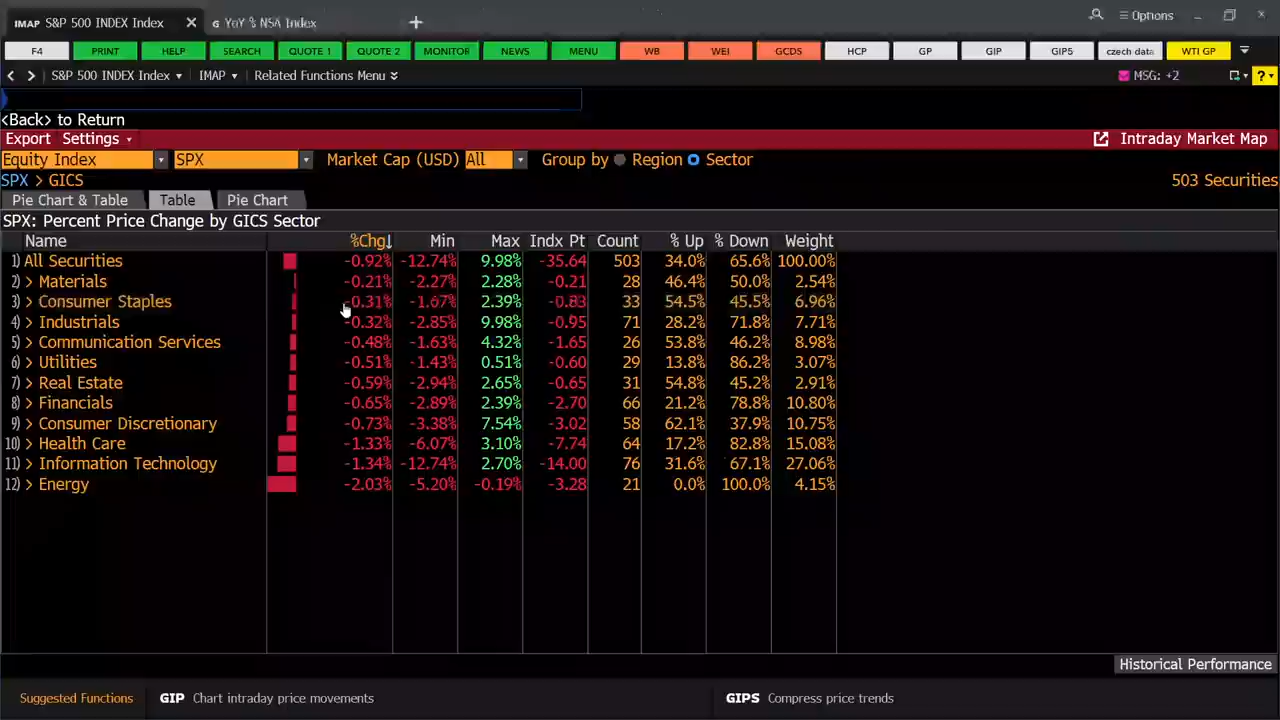 IMAP S&P 500 INDEX Index × G YoY % NSA Index +
Options
F4 PRINT HELP SEARCH QUOTE 1 QUOTE 2 MONITOR NEWS MENU WB WEI GCDS HCP GP GIP GIPS czech data WTI GP
S&P 500 INDEX Index IMAP Related Functions Menu MSG: +2 ?
<Back> to Return
Export Settings Intraday Market Map
Equity Index SPX Market Cap (USD) All Group by Region Sector
SPX > GICS 503 Securities
Pie Chart & Table Table Pie Chart
SPX: Percent Price Change by GICS Sector
Name %Chg↓ Min Max Indx Pt Count % Up % Down Weight
1) All Securities -0.92% -12.74% 9.98% -35.64 503 34.0% 65.6% 100.00%
2) > Materials -0.21% -2.27% 2.28% -0.21 28 46.4% 50.0% 2.54%
3) > Consumer Staples -0.31% -1.67% 2.39% -0.83 33 54.5% 45.5% 6.96%
4) > Industrials -0.32% -2.85% 9.98% -0.95 71 28.2% 71.8% 7.71%
5) > Communication Services -0.48% -1.63% 4.32% -1.65 26 53.8% 46.2% 8.98%
6) > Utilities -0.51% -1.43% 0.51% -0.60 29 13.8% 86.2% 3.07%
7) > Real Estate -0.59% -2.94% 2.65% -0.65 31 54.8% 45.2% 2.91%
8) > Financials -0.65% -2.89% 2.39% -2.70 66 21.2% 78.8% 10.80%
9) > Consumer Discretionary -0.73% -3.38% 7.54% -3.02 58 62.1% 37.9% 10.75%
10) > Health Care -1.33% -6.07% 3.10% -7.74 64 17.2% 82.8% 15.08%
11) > Information Technology -1.34% -12.74% 2.70% -14.00 76 31.6% 67.1% 27.06%
12) > Energy -2.03% -5.20% -0.19% -3.28 21 0.0% 100.0% 4.15%
Historical Performance
Suggested Functions GIP Chart intraday price movements GIPS Compress price trends